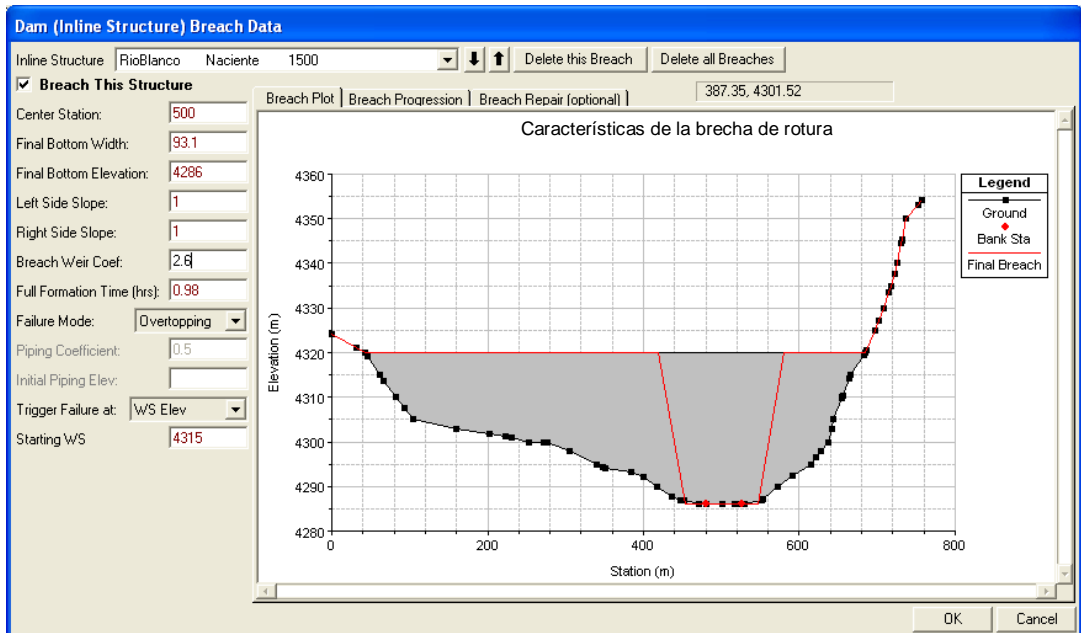 Dam (Inline Structure) Breach Data
Inline Structure RioBlanco Naciente 1500 Delete this Breach Delete all Breaches
Breach This Structure
Center Station: 500
Final Bottom Width: 93.1
Final Bottom Elevation: 4286
Left Side Slope: 1
Right Side Slope: 1
Breach Weir Coef: 2.6
Full Formation Time (hrs): 0.98
Failure Mode: Overtopping
Piping Coefficient: 0.5
Initial Piping Elev:
Trigger Failure at: WS Elev
Starting WS 4315
Breach Plot Breach Progression Breach Repair (optional) 387.35, 4301.52
Características de la brecha de rotura
4360
4350
4340
4330
4320
4310
4300
4290
4280
Elevation (m)
0 200 400 600 800
Station (m)
Legend
Ground
Bank Sta
Final Breach
OK Cancel